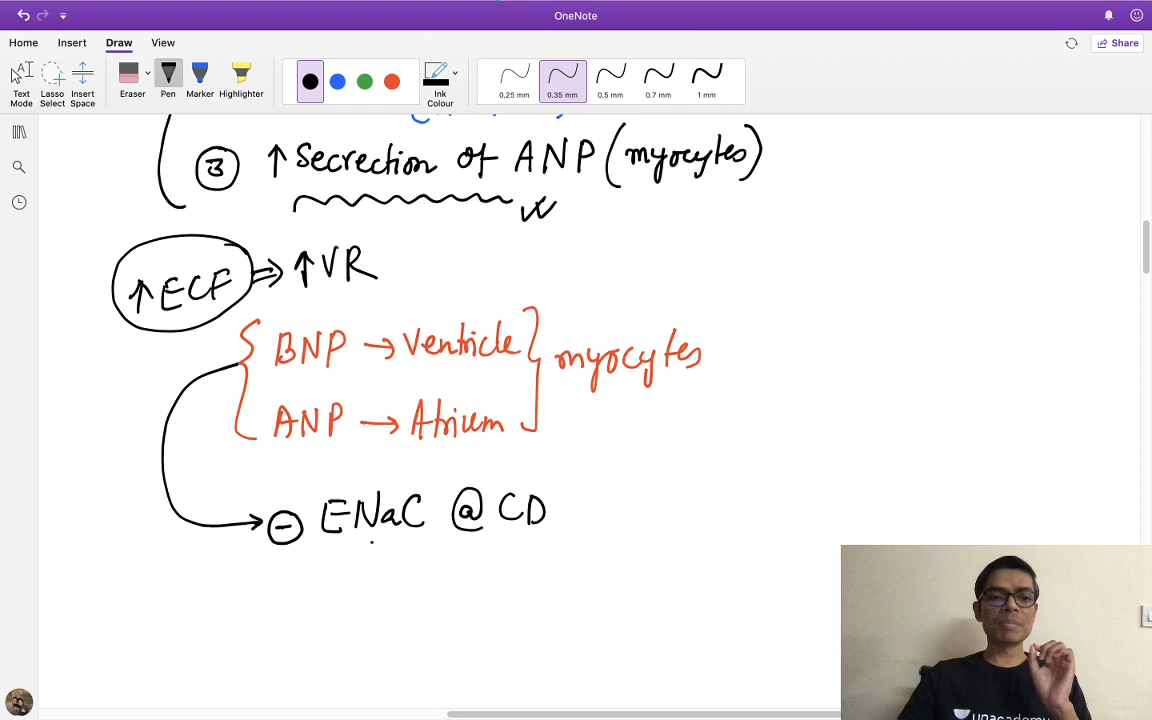 OneNote
Home Insert Draw View
Share
Text Mode
Lasso Select
Insert Space
Eraser
Pen
Marker
Highlighter
Ink Colour
0.25 mm
0.35 mm
0.5 mm
0.7 mm
1 mm
③ ↑ Secretion of ANP (myocytes)
↑ ECF ⇒ ↑ VR
BNP → Ventricle
myocytes
ANP → Atrium
⊖ ENaC @ CD
unacademy